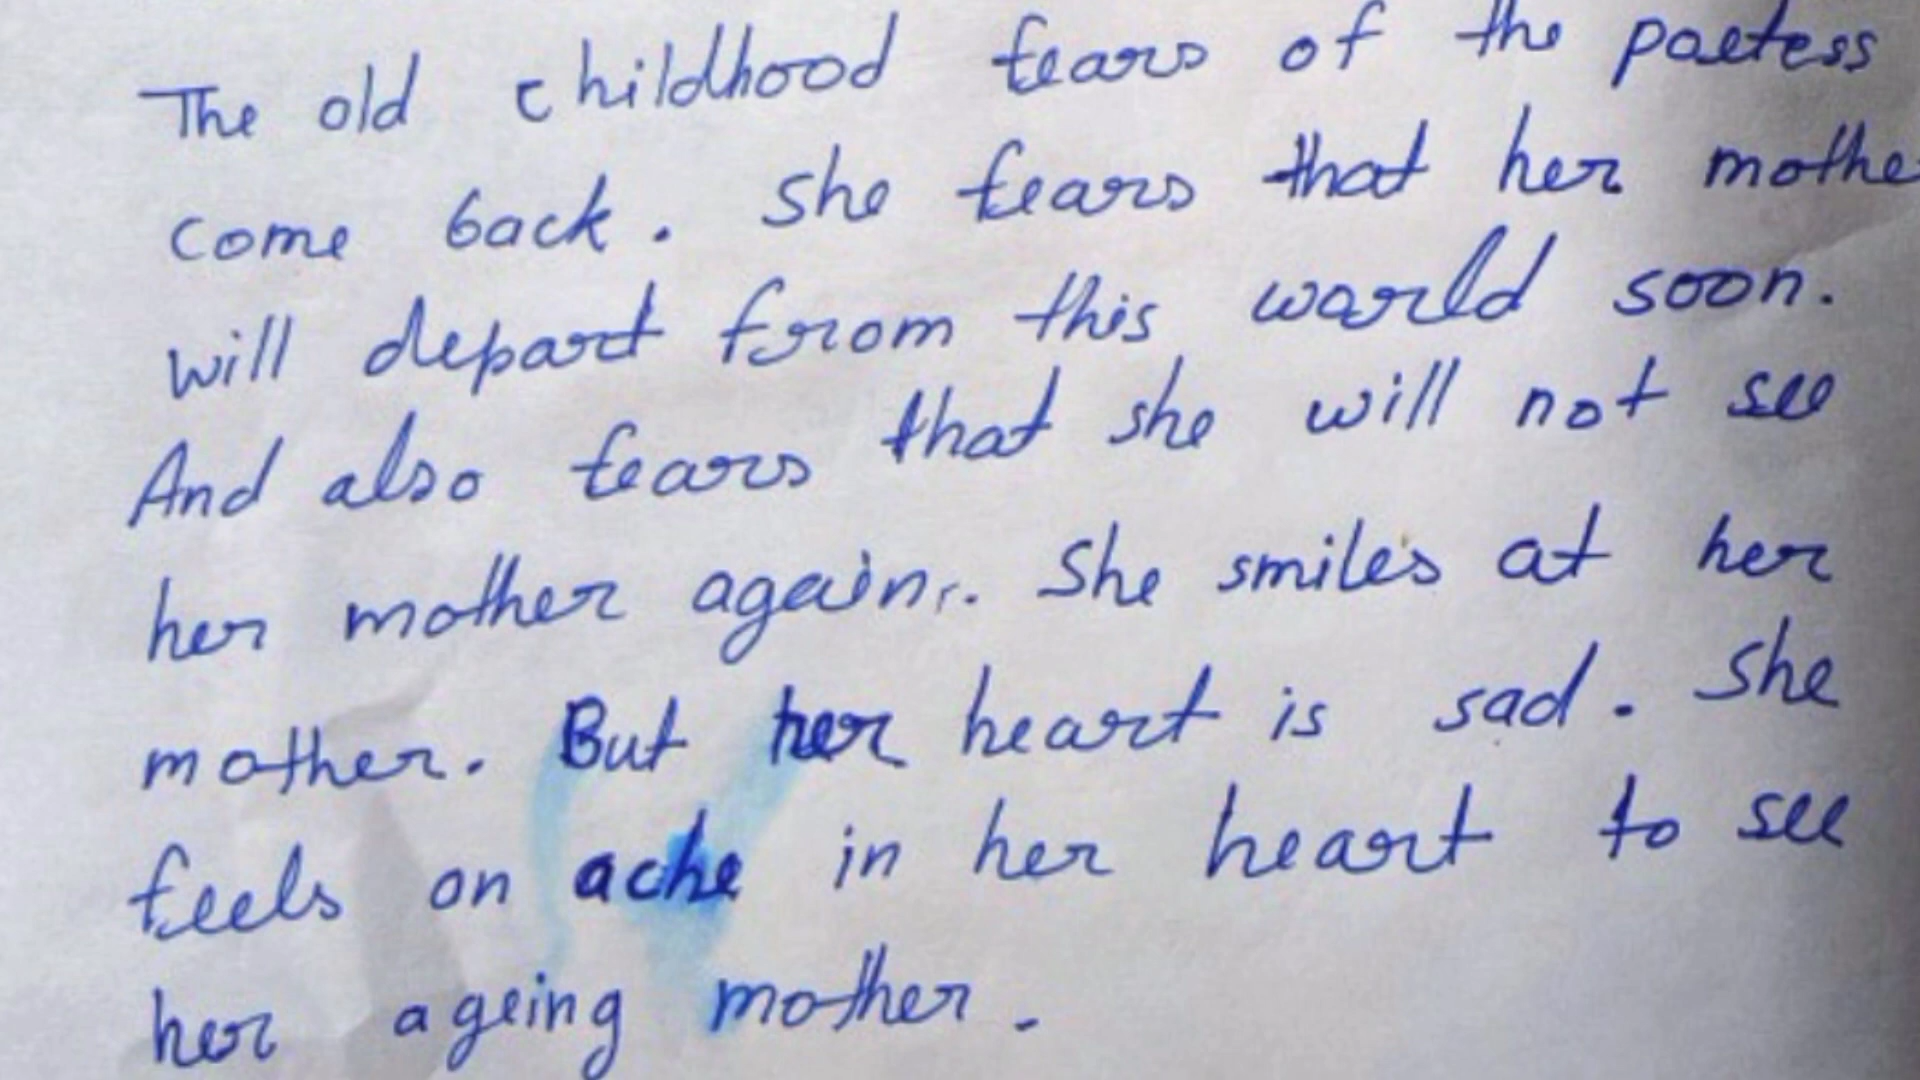 The old childhood fears of the poetess
come back. She fears that her mothe
will depart from this world soon.
And also fears that she will not see
her mother again. She smiles at her
mother. But her heart is sad. She
feels an ache in her heart to see
her ageing mother.